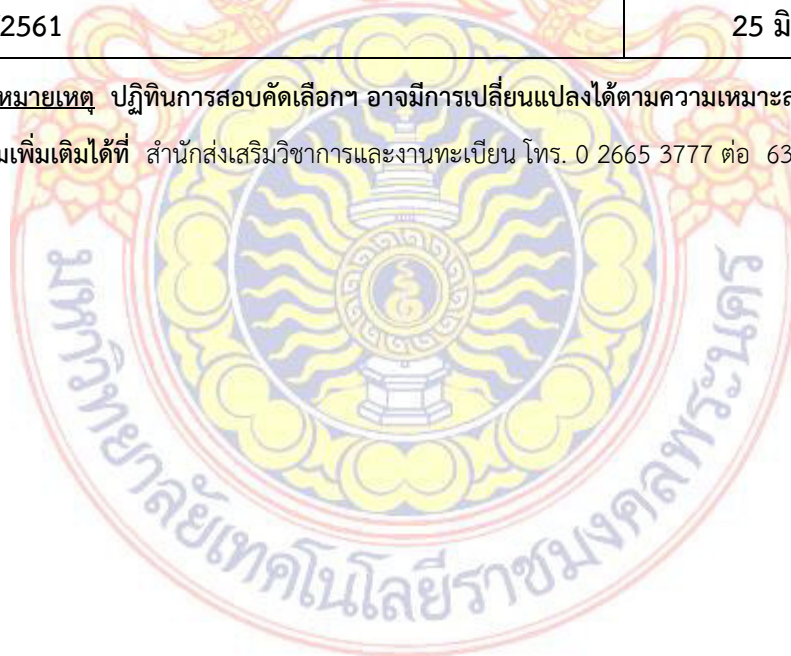 2561 25 มิ
หมายเหตุ ปฏิทินการสอบคัดเลือกฯ อาจมีการเปลี่ยนแปลงได้ตามความเหมาะส
มเพิ่มเติมได้ที่ สำนักส่งเสริมวิชาการและงานทะเบียน โทร. 0 2665 3777 ต่อ 63
มหาวิทยาลัยเทคโนโลยีราชมงคลพระนคร